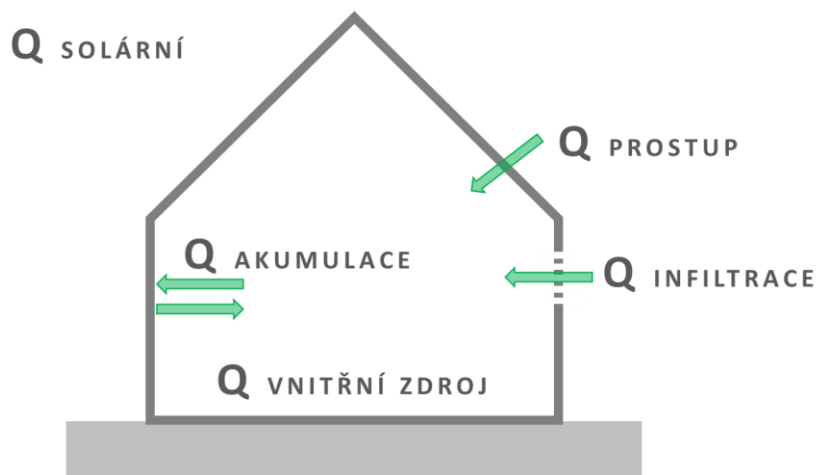 Q SOLÁRNÍ
Q PROSTUP
Q AKUMULACE
Q INFILTRACE
Q VNITŘNÍ ZDROJ